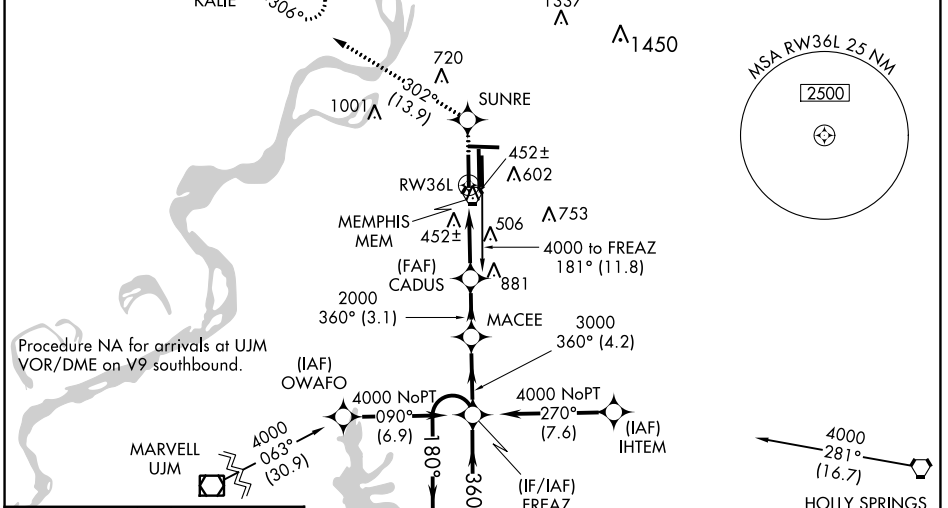 KALIE
306°
1337
1450
MSA RW36L 25 NM
2500
720
302°
(13.9)
SUNRE
1001
452±
602
RW36L
MEMPHIS
MEM
452±
506
753
4000 to FREAZ
181° (11.8)
(FAF)
CADUS
881
2000
360° (3.1)
MACEE
3000
360° (4.2)
Procedure NA for arrivals at UJM
VOR/DME on V9 southbound.
(IAF)
OWAFO
4000 NoPT
090°
(6.9)
4000 NoPT
270°
(7.6)
(IAF)
IHTEM
MARVELL
UJM
4000
063°
(30.9)
180°
360
(IF/IAF)
FREAZ
4000
281°
(16.7)
HOLLY SPRINGS